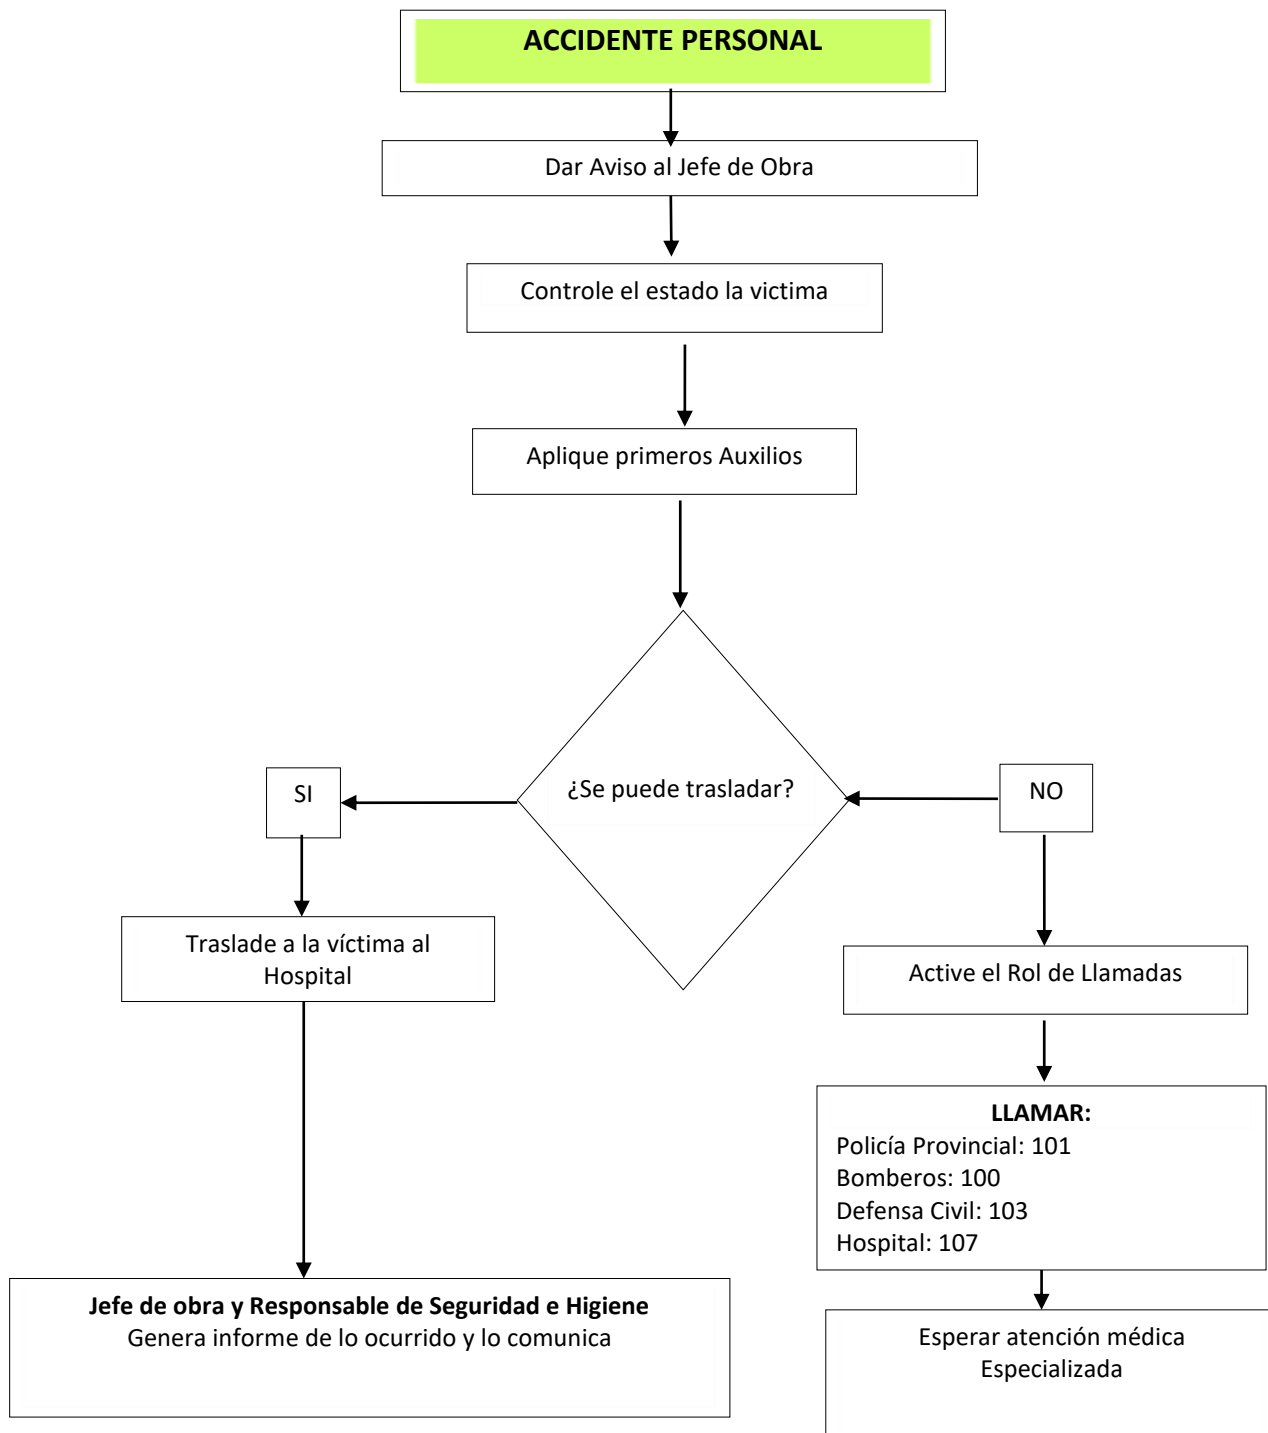 ACCIDENTE PERSONAL
Dar Aviso al Jefe de Obra
Controle el estado la victima
Aplique primeros Auxilios
¿Se puede trasladar?
SI
NO
Traslade a la víctima al
Hospital
Active el Rol de Llamadas
LLAMAR:
Policía Provincial: 101
Bomberos: 100
Defensa Civil: 103
Hospital: 107
Jefe de obra y Responsable de Seguridad e Higiene
Genera informe de lo ocurrido y lo comunica
Esperar atención médica
Especializada